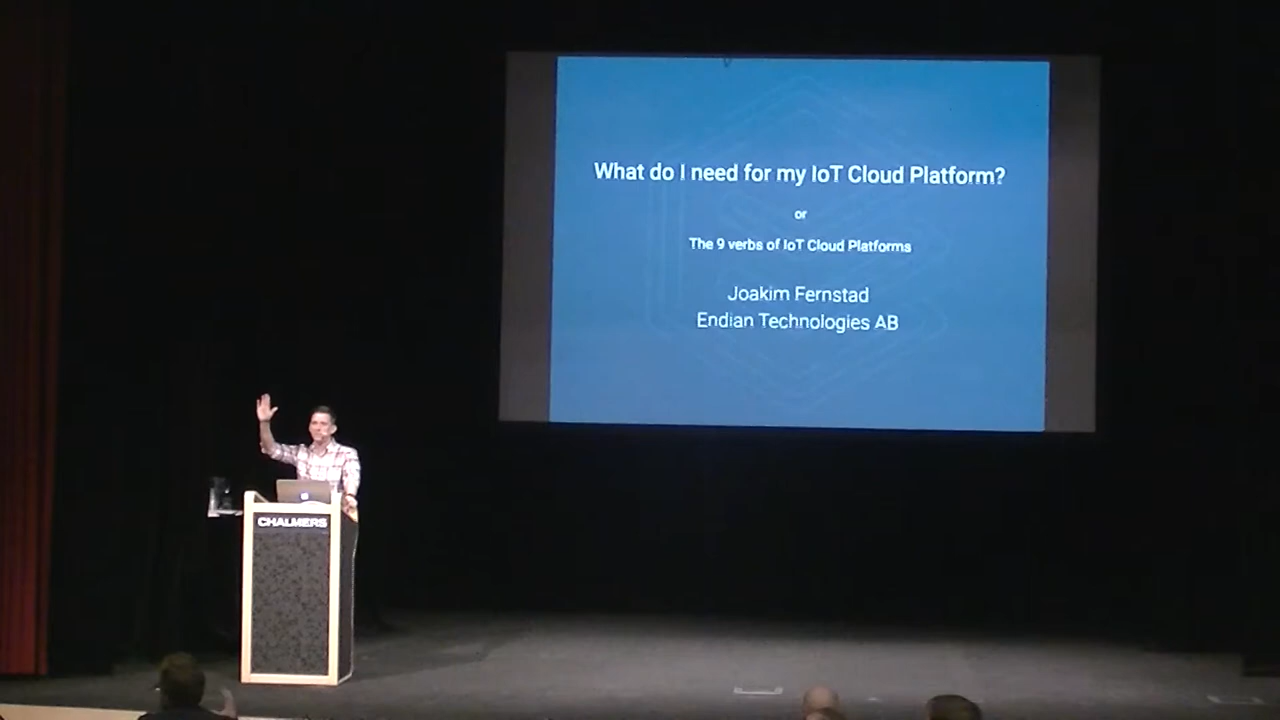 What do I need for my IoT Cloud Platform?
or
The 9 verbs of IoT Cloud Platforms
Joakim Fernstad
Endian Technologies AB
CHALMERS